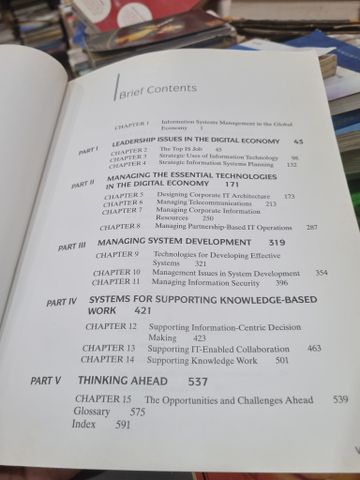 Brief Contents
CHAPTER 1 Information Systems Management in the Global
Economy 1
PART I LEADERSHIP ISSUES IN THE DIGITAL ECONOMY 45
CHAPTER 2 The Top IS Job 45
CHAPTER 3 Strategic Uses of Information Technology 98
CHAPTER 4 Strategic Information Systems Planning 132
PART II MANAGING THE ESSENTIAL TECHNOLOGIES
IN THE DIGITAL ECONOMY 171
CHAPTER 5 Designing Corporate IT Architecture 173
CHAPTER 6 Managing Telecommunications 213
CHAPTER 7 Managing Corporate Information
Resources 250
CHAPTER 8 Managing Partnership-Based IT Operations 287
PART III MANAGING SYSTEM DEVELOPMENT 319
CHAPTER 9 Technologies for Developing Effective
Systems 321
CHAPTER 10 Management Issues in System Development 354
CHAPTER 11 Managing Information Security 396
PART IV SYSTEMS FOR SUPPORTING KNOWLEDGE-BASED
WORK 421
CHAPTER 12 Supporting Information-Centric Decision
Making 423
CHAPTER 13 Supporting IT-Enabled Collaboration 463
CHAPTER 14 Supporting Knowledge Work 501
PART V THINKING AHEAD 537
CHAPTER 15 The Opportunities and Challenges Ahead 539
Glossary 575
Index 591